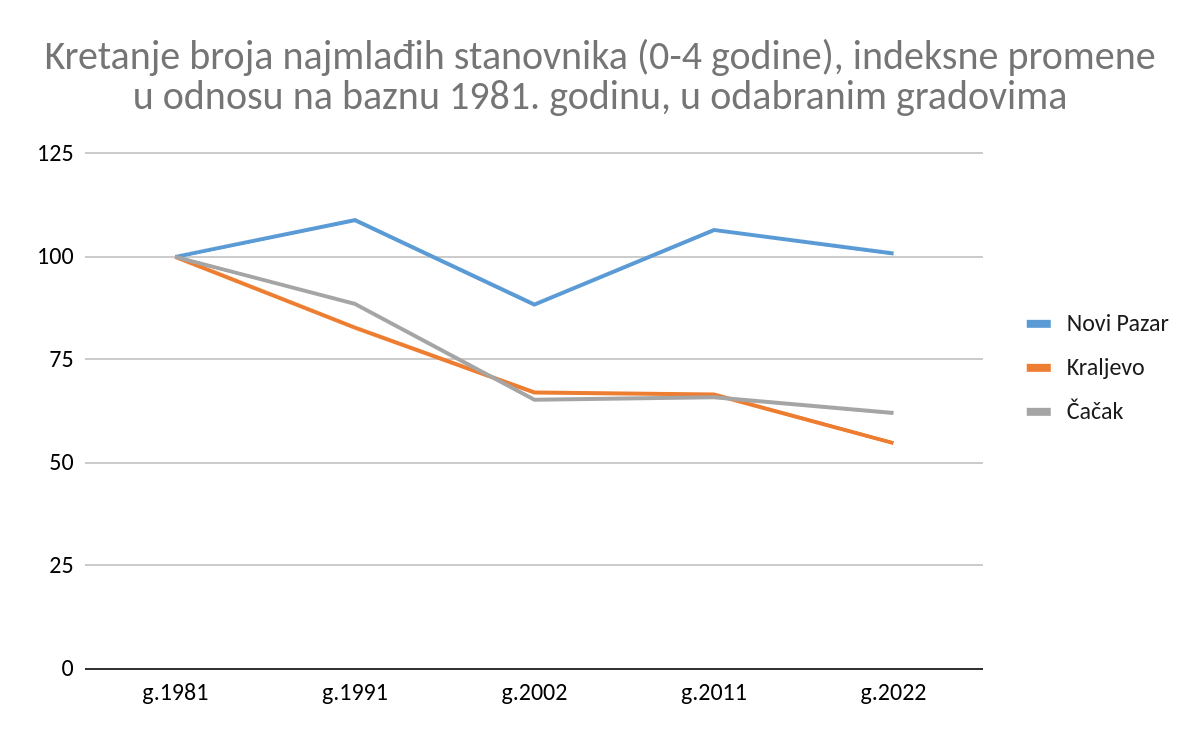 Kretanje broja najmlađih stanovnika (0-4 godine), indeksne promene
u odnosu na baznu 1981. godinu, u odabranim gradovima
125
100
75
50
25
0
g.1981
g.1991
g.2002
g.2011
g.2022
Novi Pazar
Kraljevo
Čačak